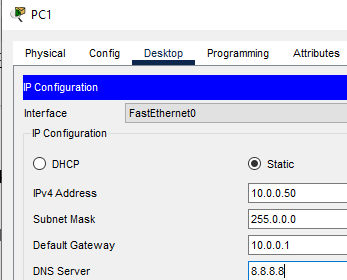 PC1
Physical Config Desktop Programming Attributes
IP Configuration
Interface FastEthernet0
IP Configuration
DHCP Static
IPv4 Address 10.0.0.50
Subnet Mask 255.0.0.0
Default Gateway 10.0.0.1
DNS Server 8.8.8.8